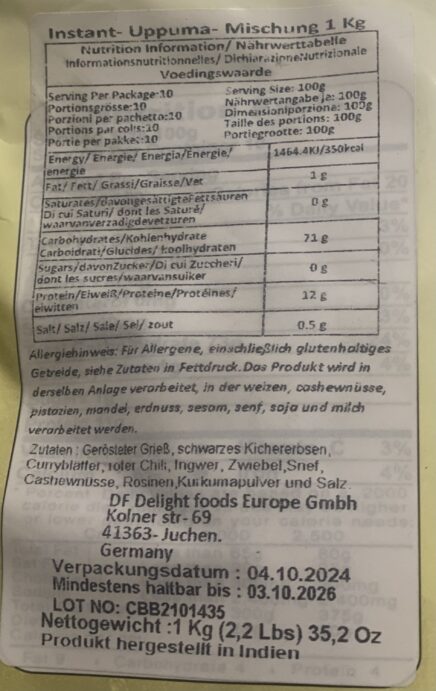 Instant- Uppuma- Mischung 1 Kg
Nutrition Information/ Nährwerttabelle
Informationsnutritionnelles/ DichiarazioneNutrizionale
Voedingswaarde
Serving Per Package:10 Serving Size: 100g
Portionsgrösse:10 Nährwertangabe je: 100g
Porzioni per pachetto:10 Dimensioniporzione: 100g
Portions par colis:10 Taille des portions: 100g
Portie per pakket:10 Portiegrootte: 100g
Energy/ Energie/ Energia/Energie/ 1464.4KJ/350kcal
energie
Fat/ Fett/ Grassi/Graisse/Vet 1 g
Saturates/davongesättigteFettsäuren 0 g
Di cui Saturi/ dont les Saturé/
waarvanverzadigdevetzuren
Carbohydrates/Kohlenhydrate 71 g
Carboidrati/Glucides/ koolhydraten
Sugars/davonZucker/Di cui Zuccheri/ 0 g
dont les sucres/waarvansuiker
Protein/Eiweiß/Proteine/Protéines/ 12 g
eiwitten
Salt/ Salz/ Sale/ Sel/ zout 0.5 g
Allergiehinweis: Für Allergene, einschließlich glutenhaltiges
Getreide, siehe Zutaten in Fettdruck. Das Produkt wird in
derselben Anlage verarbeitet, in der weizen, cashewnüsse,
pistazien, mandel, erdnuss, sesam, senf, soja und milch
verarbeitet werden.
Zutaten : Gerösteter Grieß, schwarzes Kichererbsen,
Curryblätter, roter Chili, Ingwer, Zwiebel,Snef,
Cashewnüsse, Rosinen,Kurkumapulver und Salz.
DF Delight foods Europe Gmbh
Kolner str- 69
41363- Juchen.
Germany
Verpackungsdatum : 04.10.2024
Mindestens haltbar bis : 03.10.2026
LOT NO: CBB2101435
Nettogewicht :1 Kg (2,2 Lbs) 35,2 Oz
Produkt hergestellt in Indien